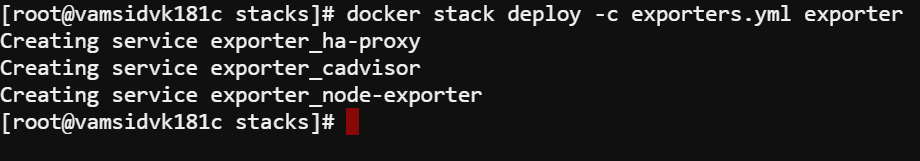 [root@vamsidvk181c stacks]# docker stack deploy -c exporters.yml exporter
Creating service exporter_ha-proxy
Creating service exporter_cadvisor
Creating service exporter_node-exporter
[root@vamsidvk181c stacks]#